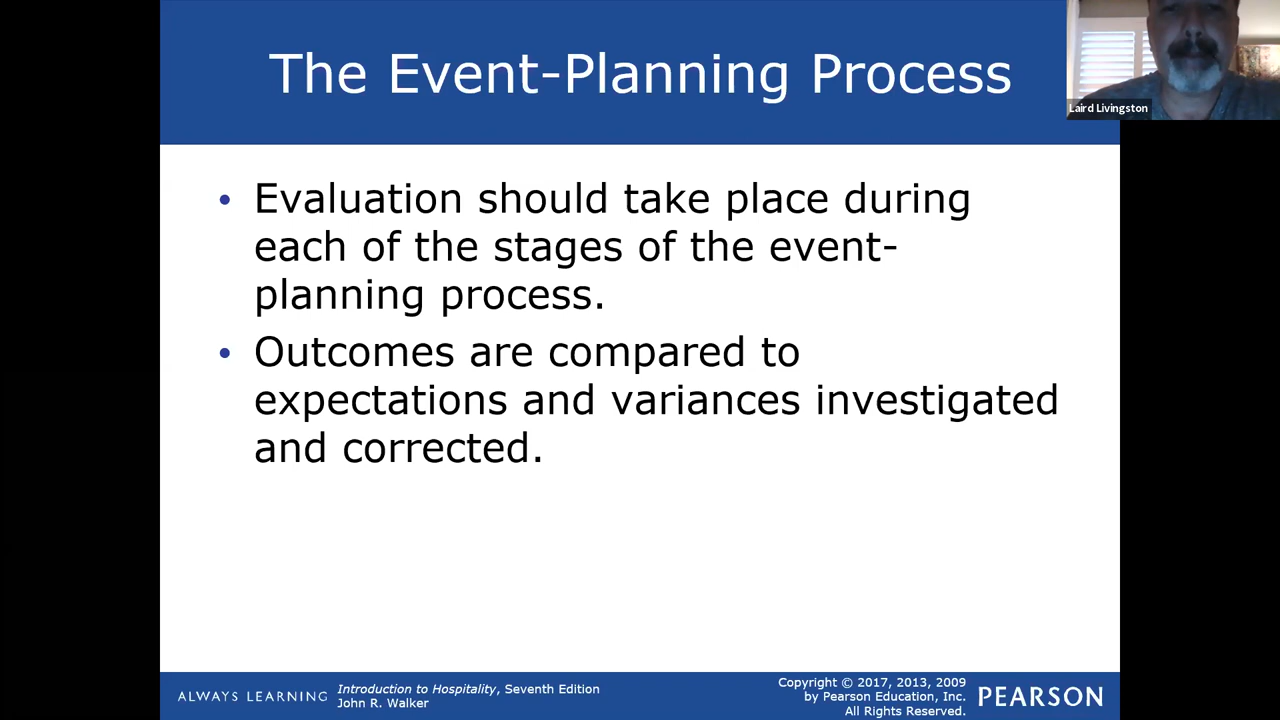 The Event-Planning Process
Laird Livingston
• Evaluation should take place during
each of the stages of the event-
planning process.
• Outcomes are compared to
expectations and variances investigated
and corrected.
ALWAYS LEARNING
Introduction to Hospitality, Seventh Edition
John R. Walker
Copyright © 2017, 2013, 2009
by Pearson Education, Inc.
All Rights Reserved.
PEARSON